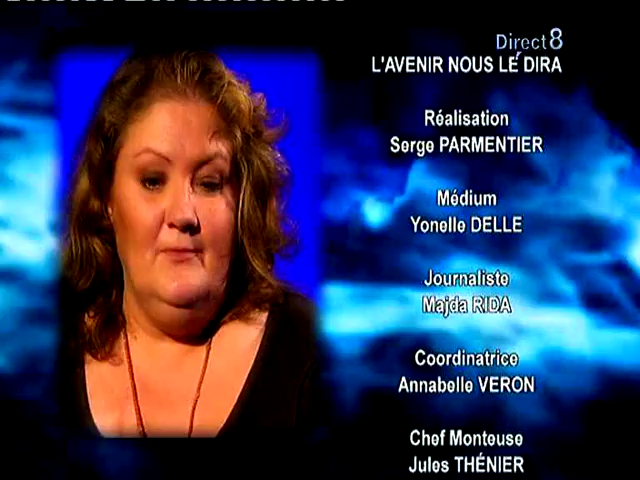 Direct8
L'AVENIR NOUS LE DIRA
Réalisation
Serge PARMENTIER
Médium
Yonelle DELLE
Journaliste
Majda RIDA
Coordinatrice
Annabelle VERON
Chef Monteuse
Jules THÉNIER